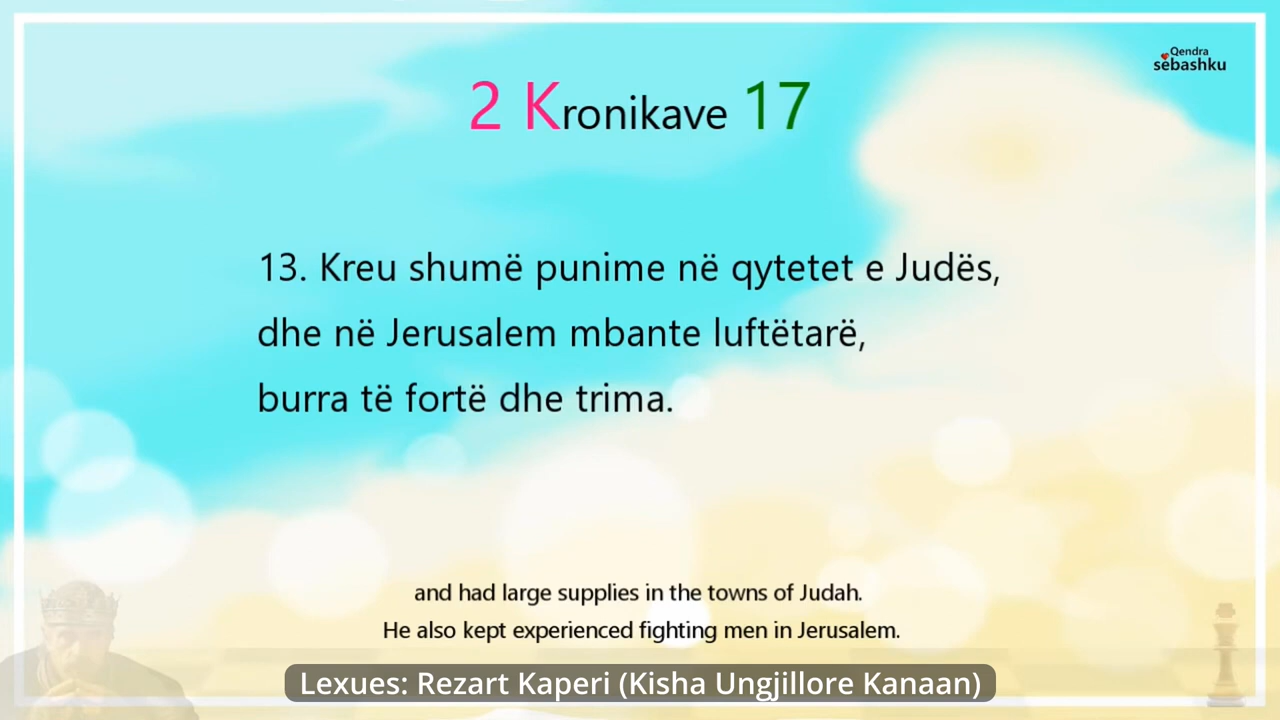 Qendra
sëbashku
2 Kronikave 17
13. Kreu shumë punime në qytetet e Judës,
dhe në Jerusalem mbante luftëtarë,
burra të fortë dhe trima.
and had large supplies in the towns of Judah.
He also kept experienced fighting men in Jerusalem.
Lexues: Rezart Kaperi (Kisha Ungjillore Kanaan)